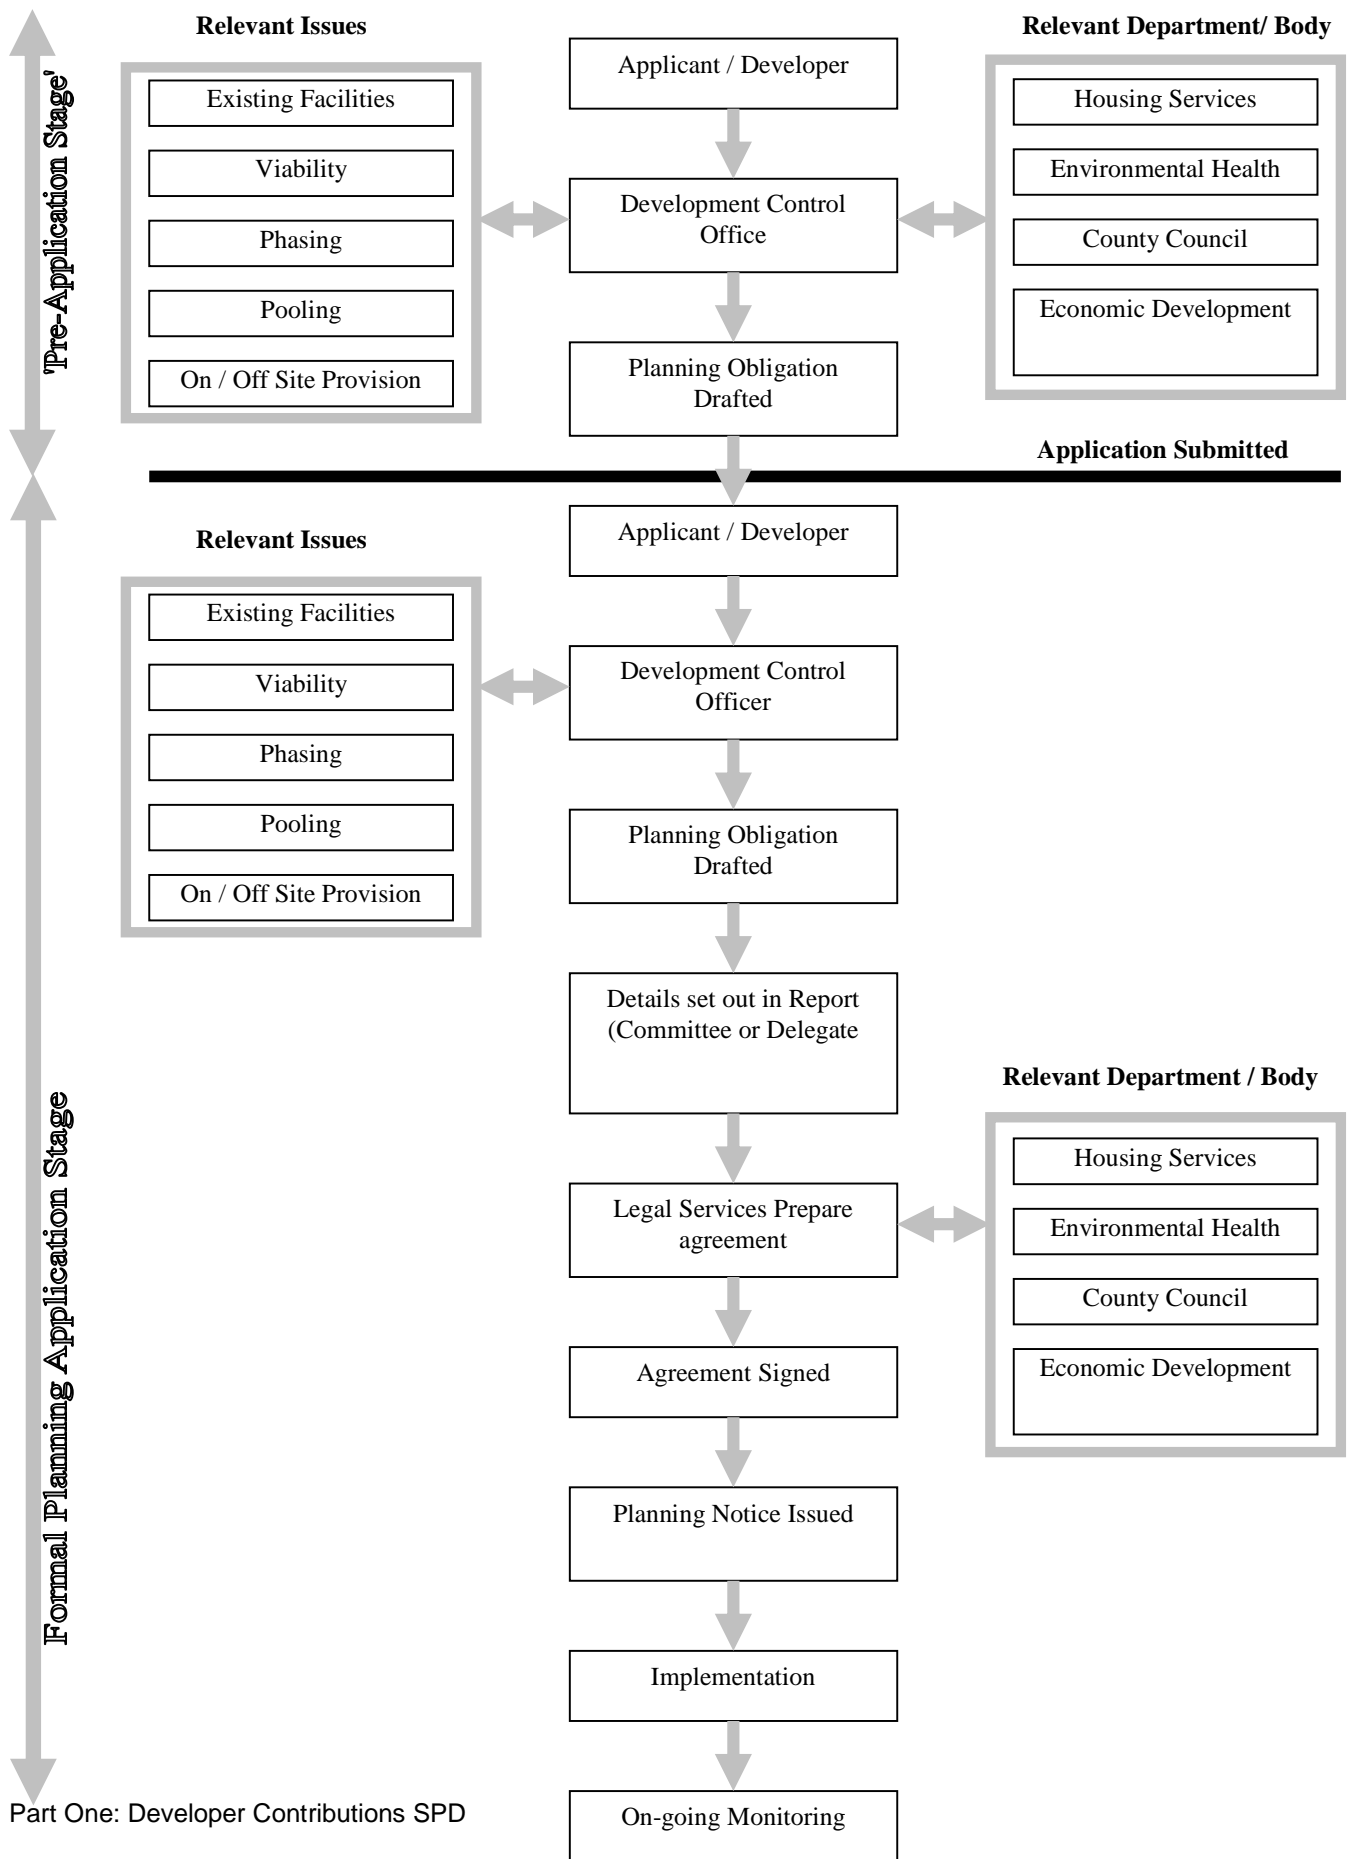 'Pre-Application Stage'
Relevant Issues
Existing Facilities
Viability
Phasing
Pooling
On / Off Site Provision
Applicant / Developer
Development Control
Office
Planning Obligation
Drafted
Relevant Department/ Body
Housing Services
Environmental Health
County Council
Economic Development
Application Submitted
Formal Planning Application Stage
Relevant Issues
Existing Facilities
Viability
Phasing
Pooling
On / Off Site Provision
Applicant / Developer
Development Control
Officer
Planning Obligation
Drafted
Details set out in Report
(Committee or Delegate
Legal Services Prepare
agreement
Relevant Department / Body
Housing Services
Environmental Health
County Council
Economic Development
Agreement Signed
Planning Notice Issued
Implementation
On-going Monitoring
Part One: Developer Contributions SPD